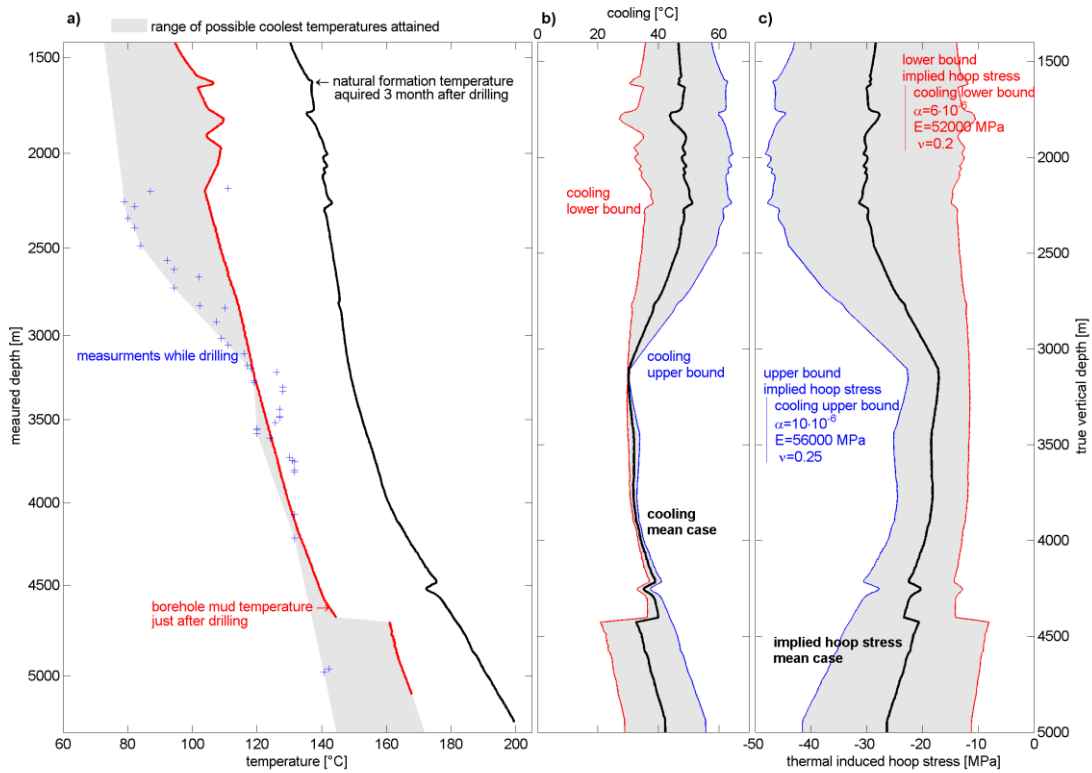 a)
range of possible coolest temperatures attained
natural formation temperature
aquired 3 month after drilling
measurments while drilling
borehole mud temperature
just after drilling
meaured depth [m]
1500
2000
2500
3000
3500
4000
4500
5000
60
80
100
120
140
160
180
200
temperature [°C]
b)
cooling [°C]
20
40
60
cooling
lower bound
cooling
upper bound
cooling
mean case
c)
lower bound
implied hoop stress
cooling lower bound
α=6·10⁻⁶
E=52000 MPa
ν=0.2
upper bound
implied hoop stress
cooling upper bound
α=10·10⁻⁶
E=56000 MPa
ν=0.25
implied hoop stress
mean case
-50
-40
-30
-20
-10
0
thermal induced hoop stress [MPa]
1500
2000
2500
3000
3500
4000
4500
5000
true vertical depth [m]